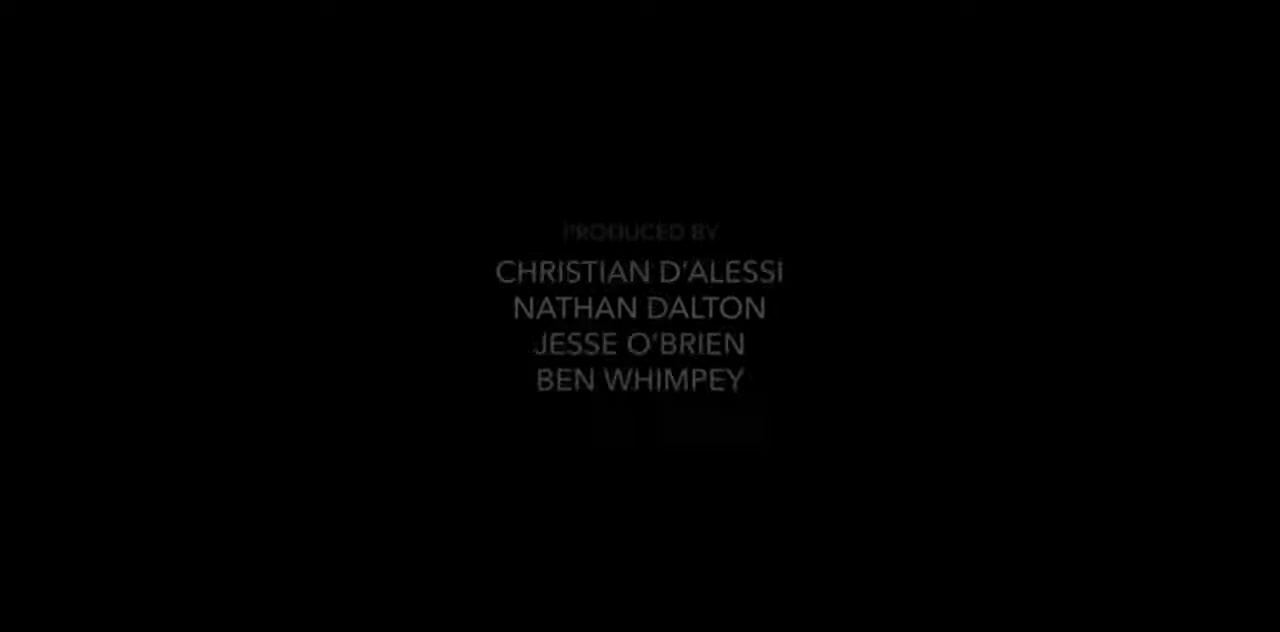 PRODUCED BY
CHRISTIAN D'ALESSI
NATHAN DALTON
JESSE O'BRIEN
BEN WHIMPEY